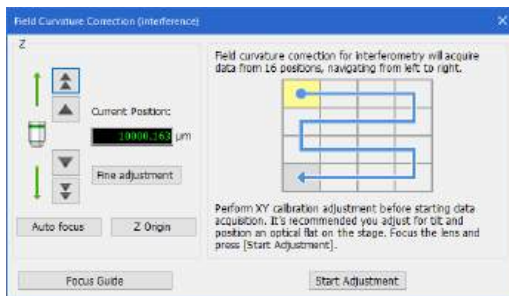 Field Curvature Correction (Interference)
Z
Current Position:
10000.163 µm
Fine adjustment
Auto focus
Z Origin
Field curvature correction for interferometry will acquire
data from 16 positions, navigating from left to right.
Perform XY calibration adjustment before starting data
acquisition. It's recommended you adjust for tilt and
position an optical flat on the stage. Focus the lens and
press [Start Adjustment].
Focus Guide
Start Adjustment